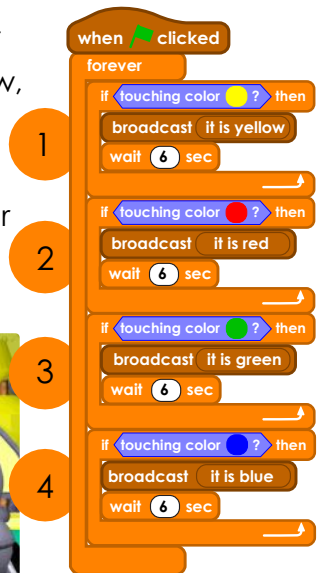 w,
r
when clicked
forever
if touching color ? then
1
broadcast it is yellow
wait 6 sec
if touching color ? then
2
broadcast it is red
wait 6 sec
if touching color ? then
3
broadcast it is green
wait 6 sec
if touching color ? then
4
broadcast it is blue
wait 6 sec